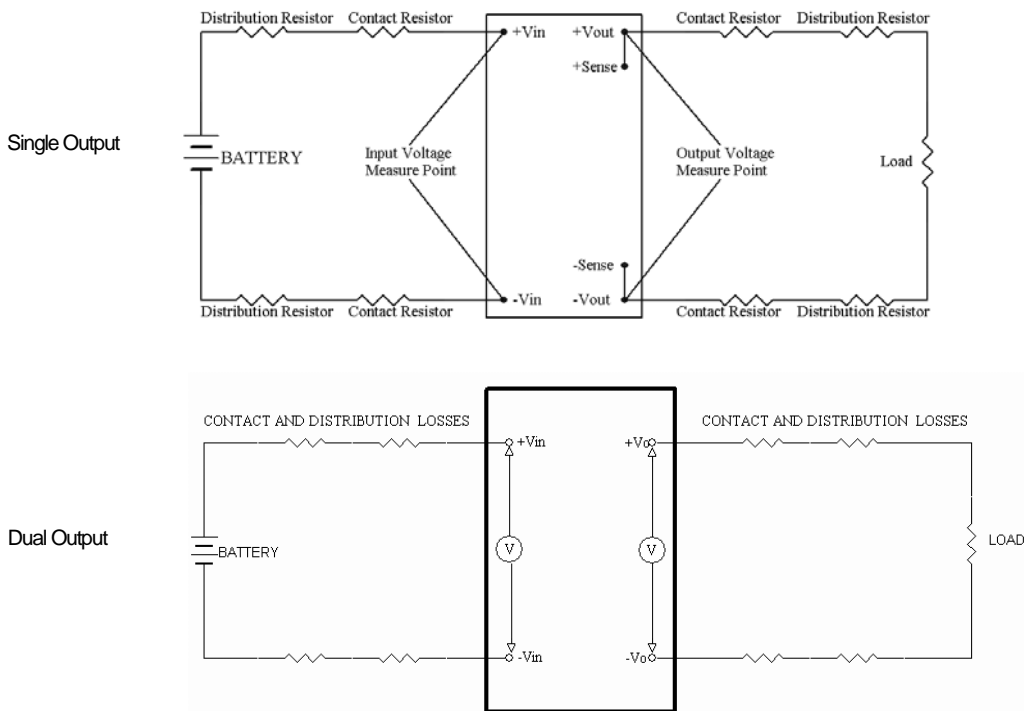 Distribution Resistor Contact Resistor
+Vin
+Vout
Contact Resistor Distribution Resistor
+Sense
Single Output
BATTERY
Input Voltage
Measure Point
Output Voltage
Measure Point
Load
-Sense
-Vin
-Vout
Distribution Resistor Contact Resistor
Contact Resistor Distribution Resistor
CONTACT AND DISTRIBUTION LOSSES
CONTACT AND DISTRIBUTION LOSSES
+Vin
+Vo
Dual Output
BATTERY
V
V
LOAD
-Vin
-Vo